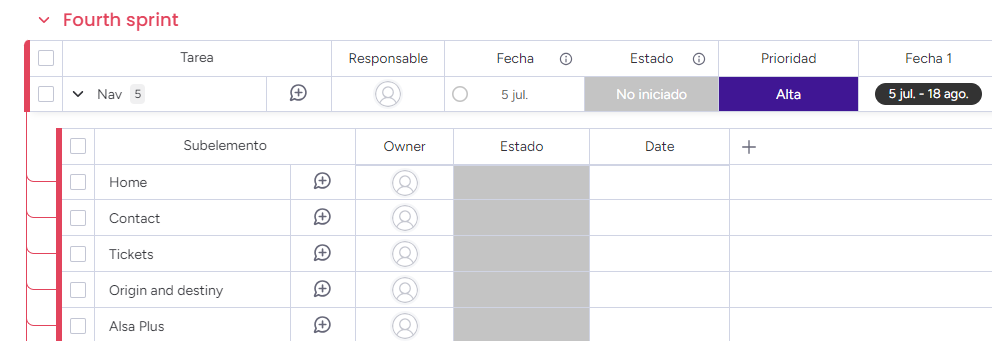 Fourth sprint
Tarea Responsable Fecha Estado Prioridad Fecha 1
Nav 5 5 jul. No iniciado Alta 5 jul. - 18 ago.
Subelemento Owner Estado Date
Home
Contact
Tickets
Origin and destiny
Alsa Plus